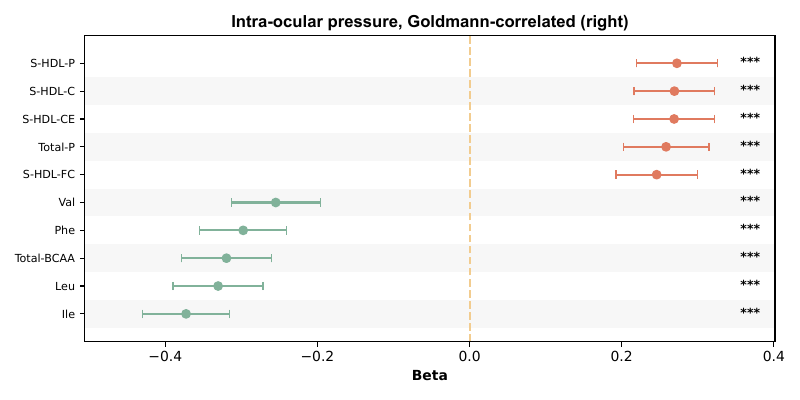 Intra-ocular pressure, Goldmann-correlated (right)
S-HDL-P ***
S-HDL-C ***
S-HDL-CE ***
Total-P ***
S-HDL-FC ***
Val ***
Phe ***
Total-BCAA ***
Leu ***
Ile ***
−0.4 −0.2 0.0 0.2 0.4
Beta